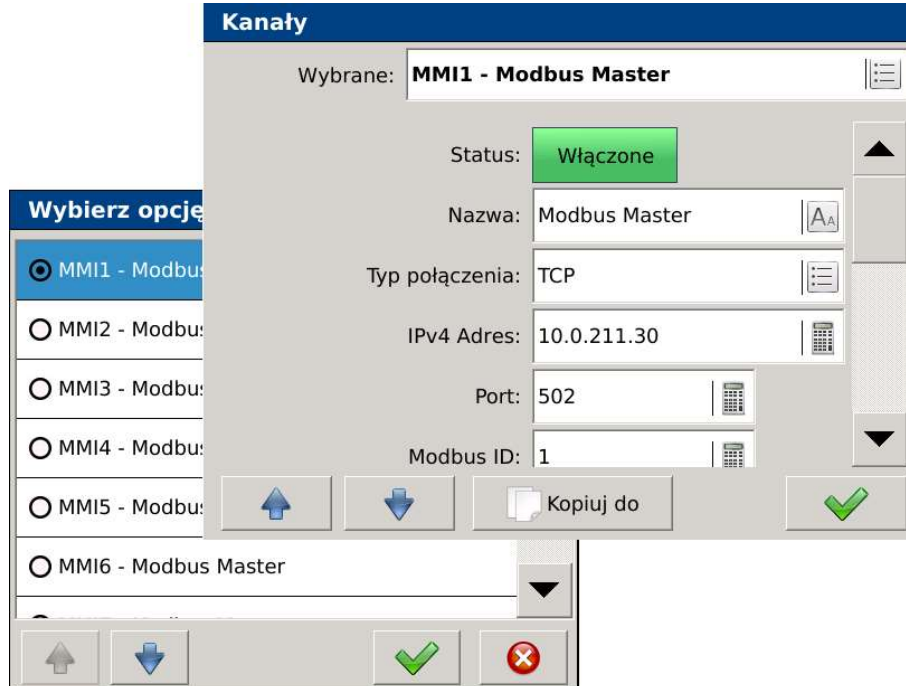 Kanały
Wybrane: MMI1 - Modbus Master
Status: Włączone
Nazwa: Modbus Master
Typ połączenia: TCP
IPv4 Adres: 10.0.211.30
Port: 502
Modbus ID: 1
Kopiuj do
Wybierz opcję
MMI1 - Modbus
MMI2 - Modbus
MMI3 - Modbus
MMI4 - Modbus
MMI5 - Modbus
MMI6 - Modbus Master